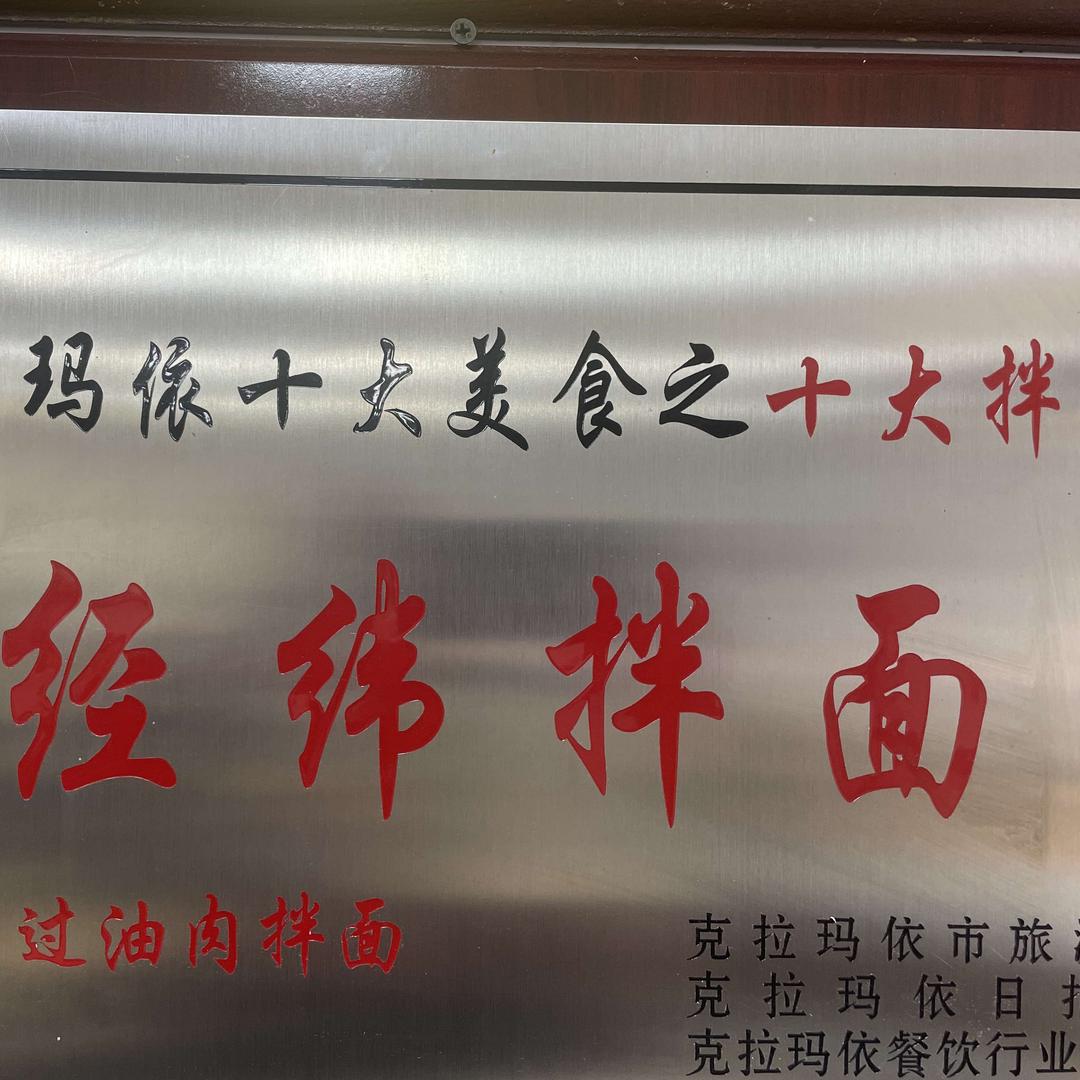 玛依十大美食之十大拌
经纬拌面
过油肉拌面
克拉玛依市旅
克拉玛依日
克拉玛依餐饮行业